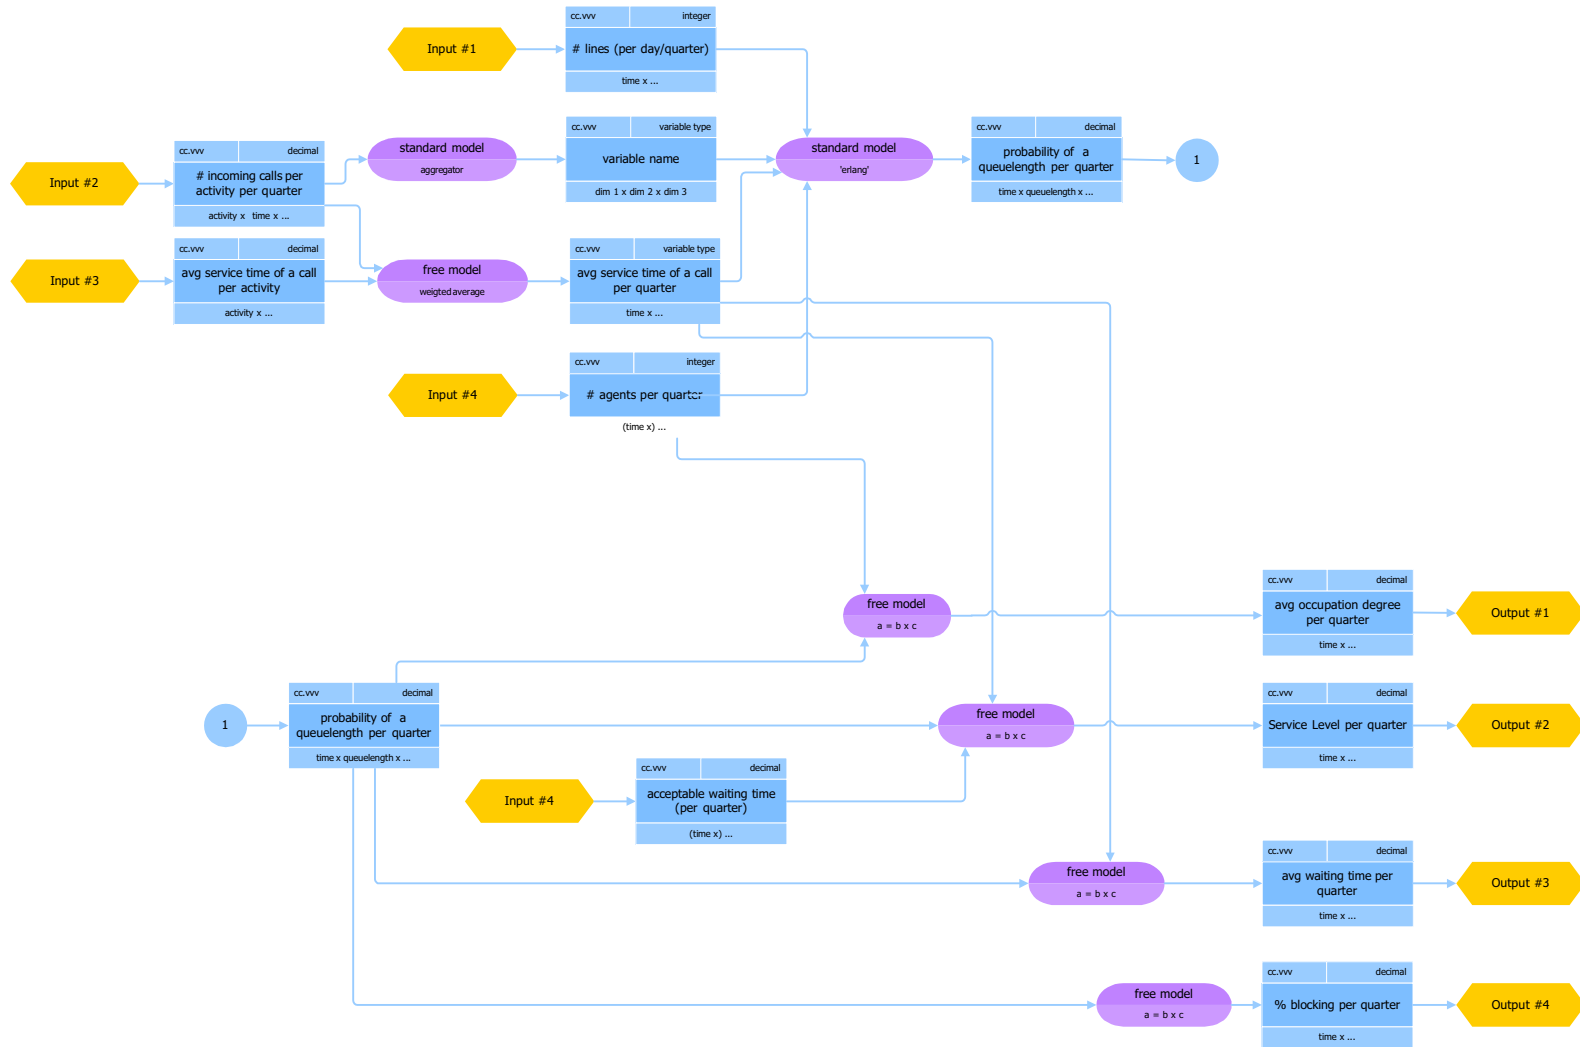 cc.vvv integer
Input #1
# lines (per day/quarter)
time x ...
cc.vvv variable type
standard model
aggregator
variable name
dim 1 x dim 2 x dim 3
standard model
'erlang'
cc.vvv decimal
probability of a
queuelength per quarter
time x queuelength x ...
1
cc.vvv decimal
Input #2
# incoming calls per
activity per quarter
activity x time x ...
cc.vvv decimal
Input #3
avg service time of a call
per activity
activity x ...
free model
weigted average
cc.vvv variable type
avg service time of a call
per quarter
time x ...
cc.vvv integer
Input #4
# agents per quarter
(time x) ...
free model
a = b x c
cc.vvv decimal
avg occupation degree
per quarter
time x ...
Output #1
1
cc.vvv decimal
probability of a
queuelength per quarter
time x queuelength x ...
free model
a = b x c
cc.vvv decimal
Service Level per quarter
time x ...
Output #2
Input #4
cc.vvv decimal
acceptable waiting time
(per quarter)
(time x) ...
free model
a = b x c
cc.vvv decimal
avg waiting time per
quarter
time x ...
Output #3
free model
a = b x c
cc.vvv decimal
% blocking per quarter
time x ...
Output #4